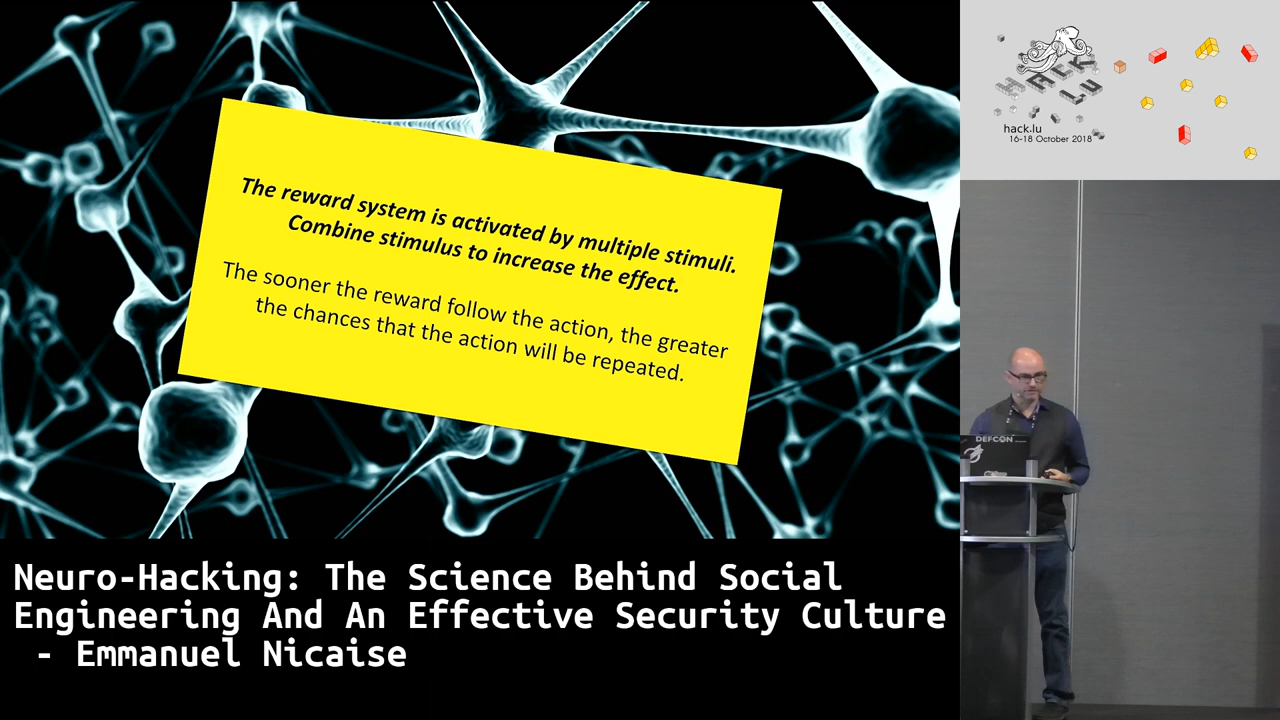 The reward system is activated by multiple stimuli.
Combine stimulus to increase the effect.
The sooner the reward follow the action, the greater
the chances that the action will be repeated.
HACK
LU
hack.lu
16-18 October 2018
DEFCON
Neuro-Hacking: The Science Behind Social
Engineering And An Effective Security Culture
- Emmanuel Nicaise